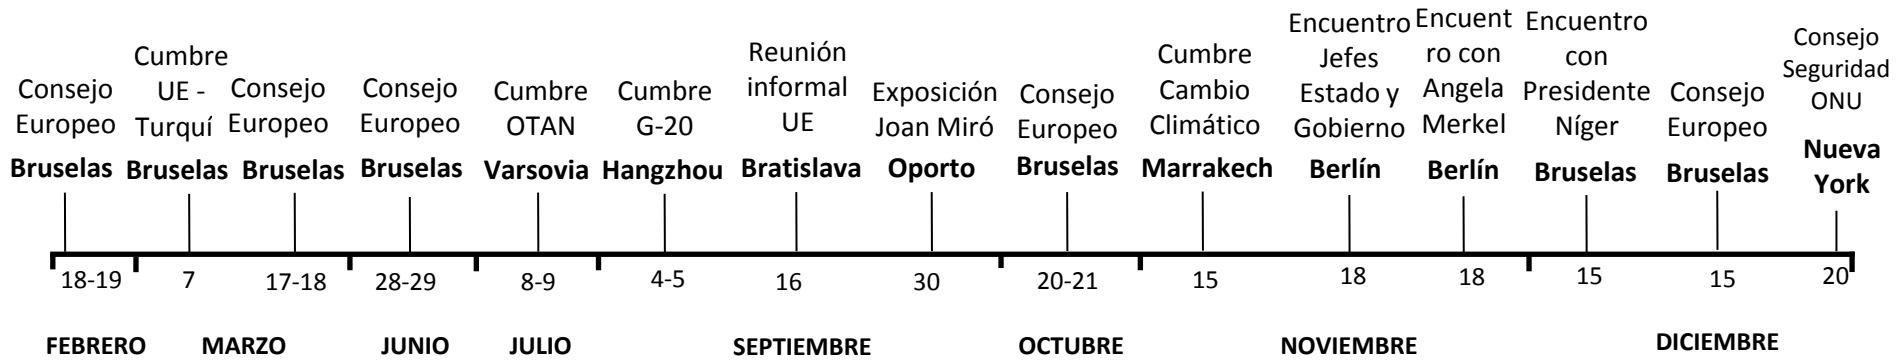 Consejo
Europeo
Bruselas
Cumbre
UE -
Turquí
Bruselas
Consejo
Europeo
Bruselas
Consejo
Europeo
Bruselas
Cumbre
OTAN
Varsovia
Cumbre
G-20
Hangzhou
Reunión
informal
UE
Bratislava
Exposición
Joan Miró
Oporto
Consejo
Europeo
Bruselas
Cumbre
Cambio
Climático
Marrakech
Encuentro
Jefes
Estado y
Gobierno
Berlín
Encuent
ro con
Angela
Merkel
Berlín
Encuentro
con
Presidente
Níger
Bruselas
Consejo
Europeo
Bruselas
Consejo
Seguridad
ONU
Nueva
York
18-19 7 17-18 28-29 8-9 4-5 16 30 20-21 15 18 18 15 15 20
FEBRERO MARZO JUNIO JULIO SEPTIEMBRE OCTUBRE NOVIEMBRE DICIEMBRE